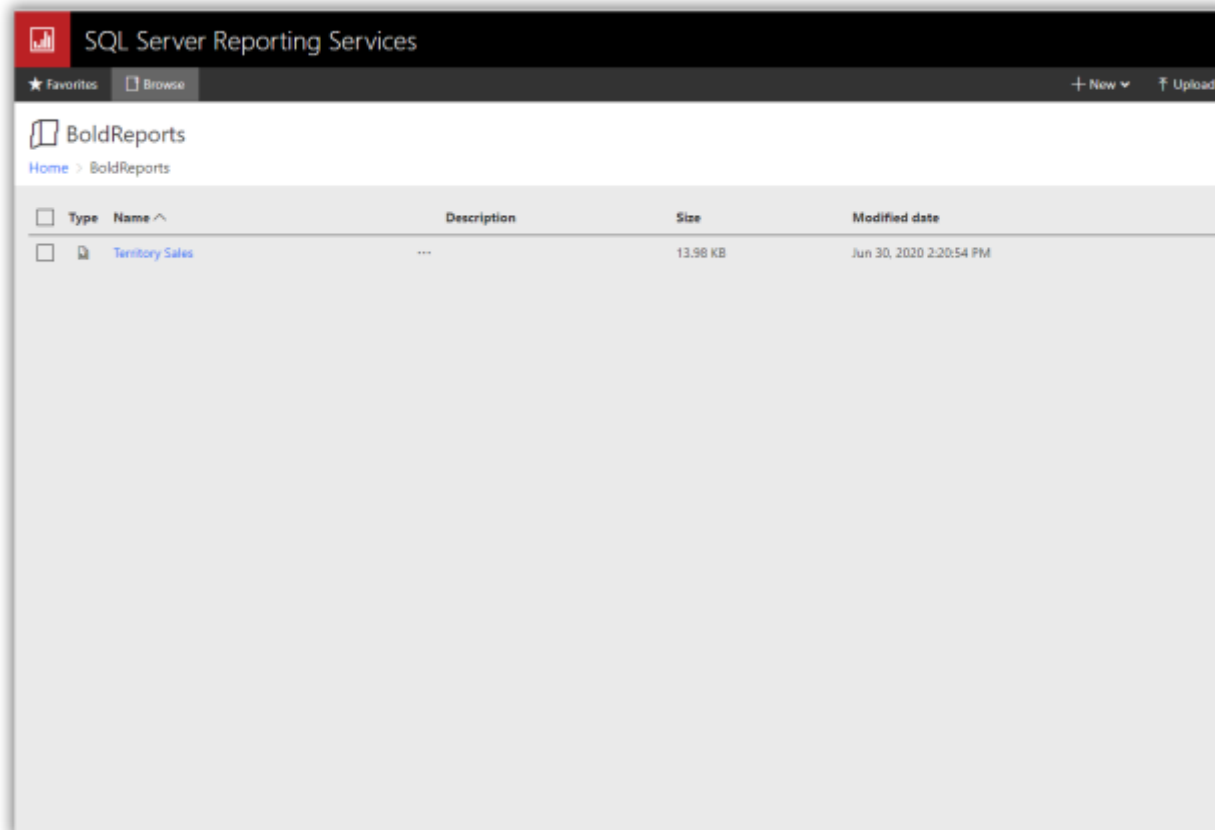 SQL Server Reporting Services
Favorites Browse New Upload
BoldReports
Home > BoldReports
Type Name Description Size Modified date
Territory Sales ... 13.98 KB Jun 30, 2020 2:20:54 PM